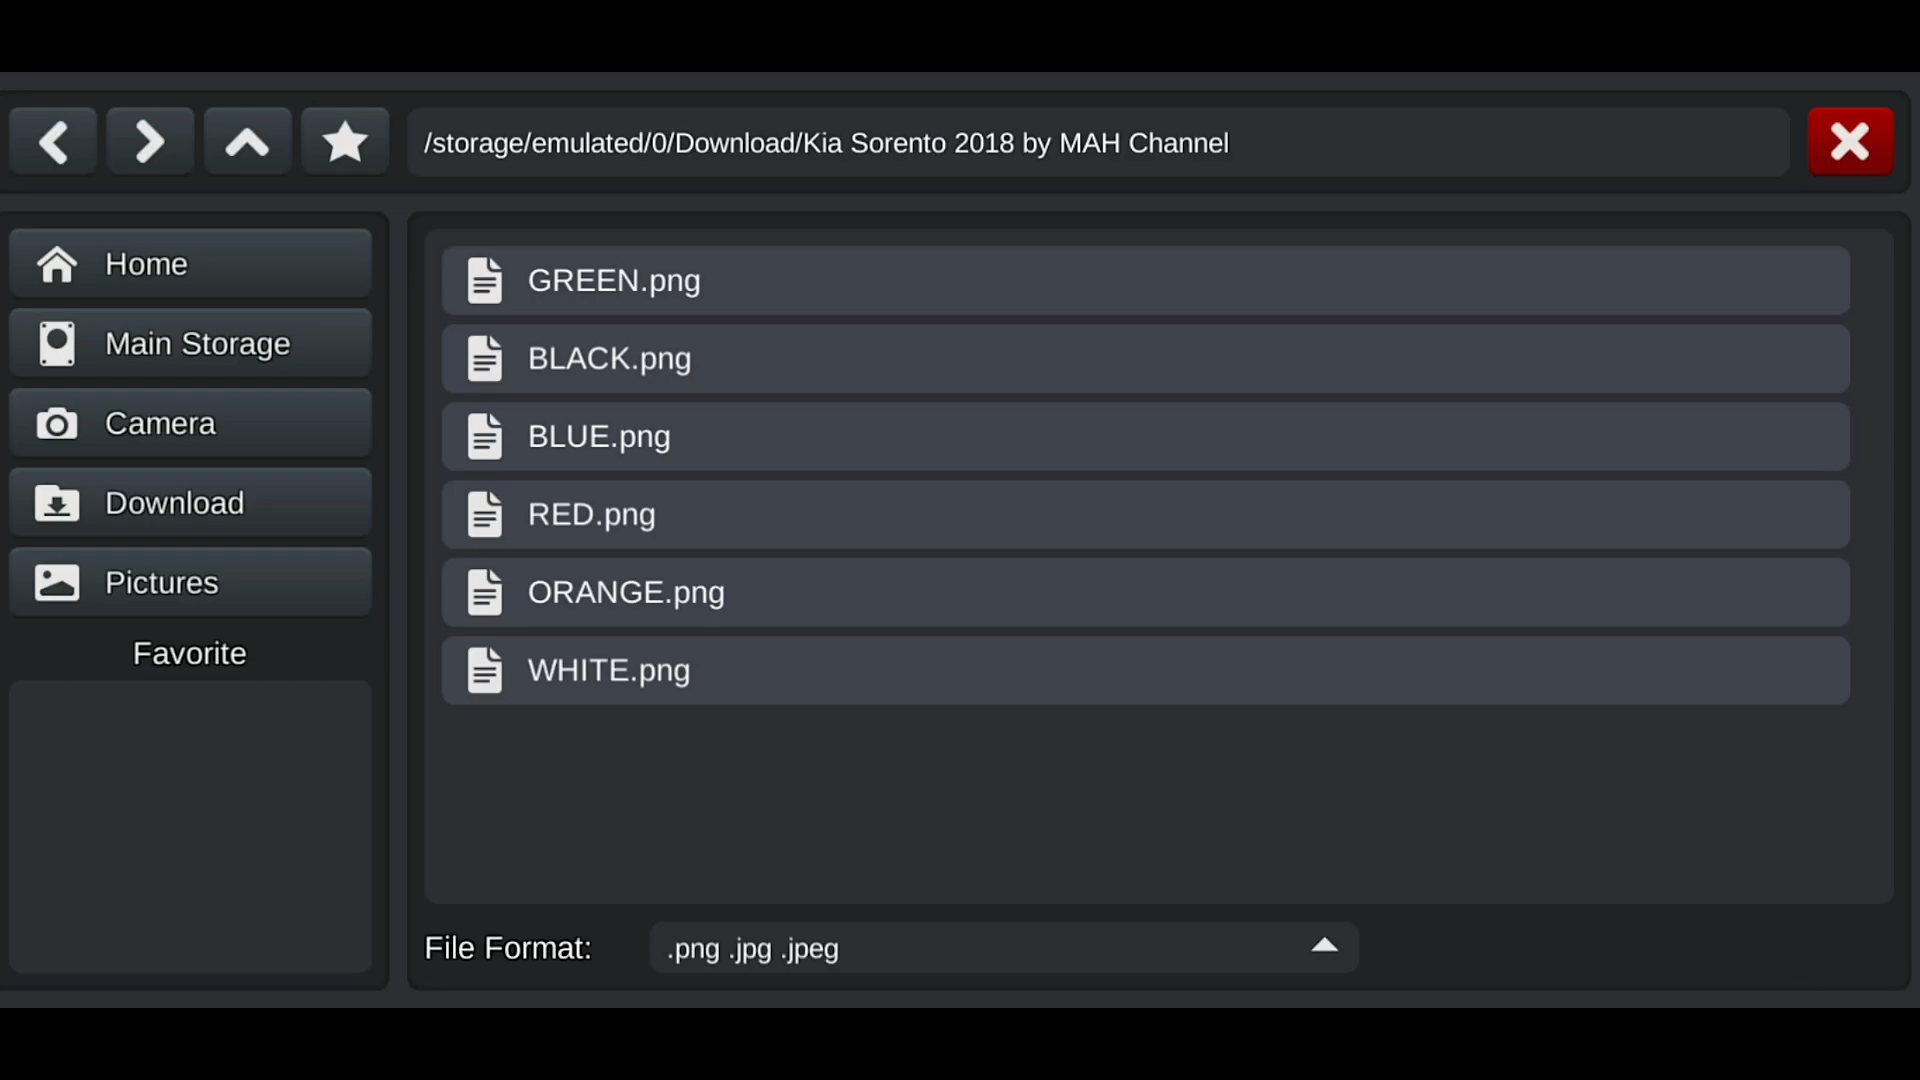 /storage/emulated/0/Download/Kia Sorento 2018 by MAH Channel
Home
Main Storage
Camera
Download
Pictures
Favorite
GREEN.png
BLACK.png
BLUE.png
RED.png
ORANGE.png
WHITE.png
File Format: .png .jpg .jpeg